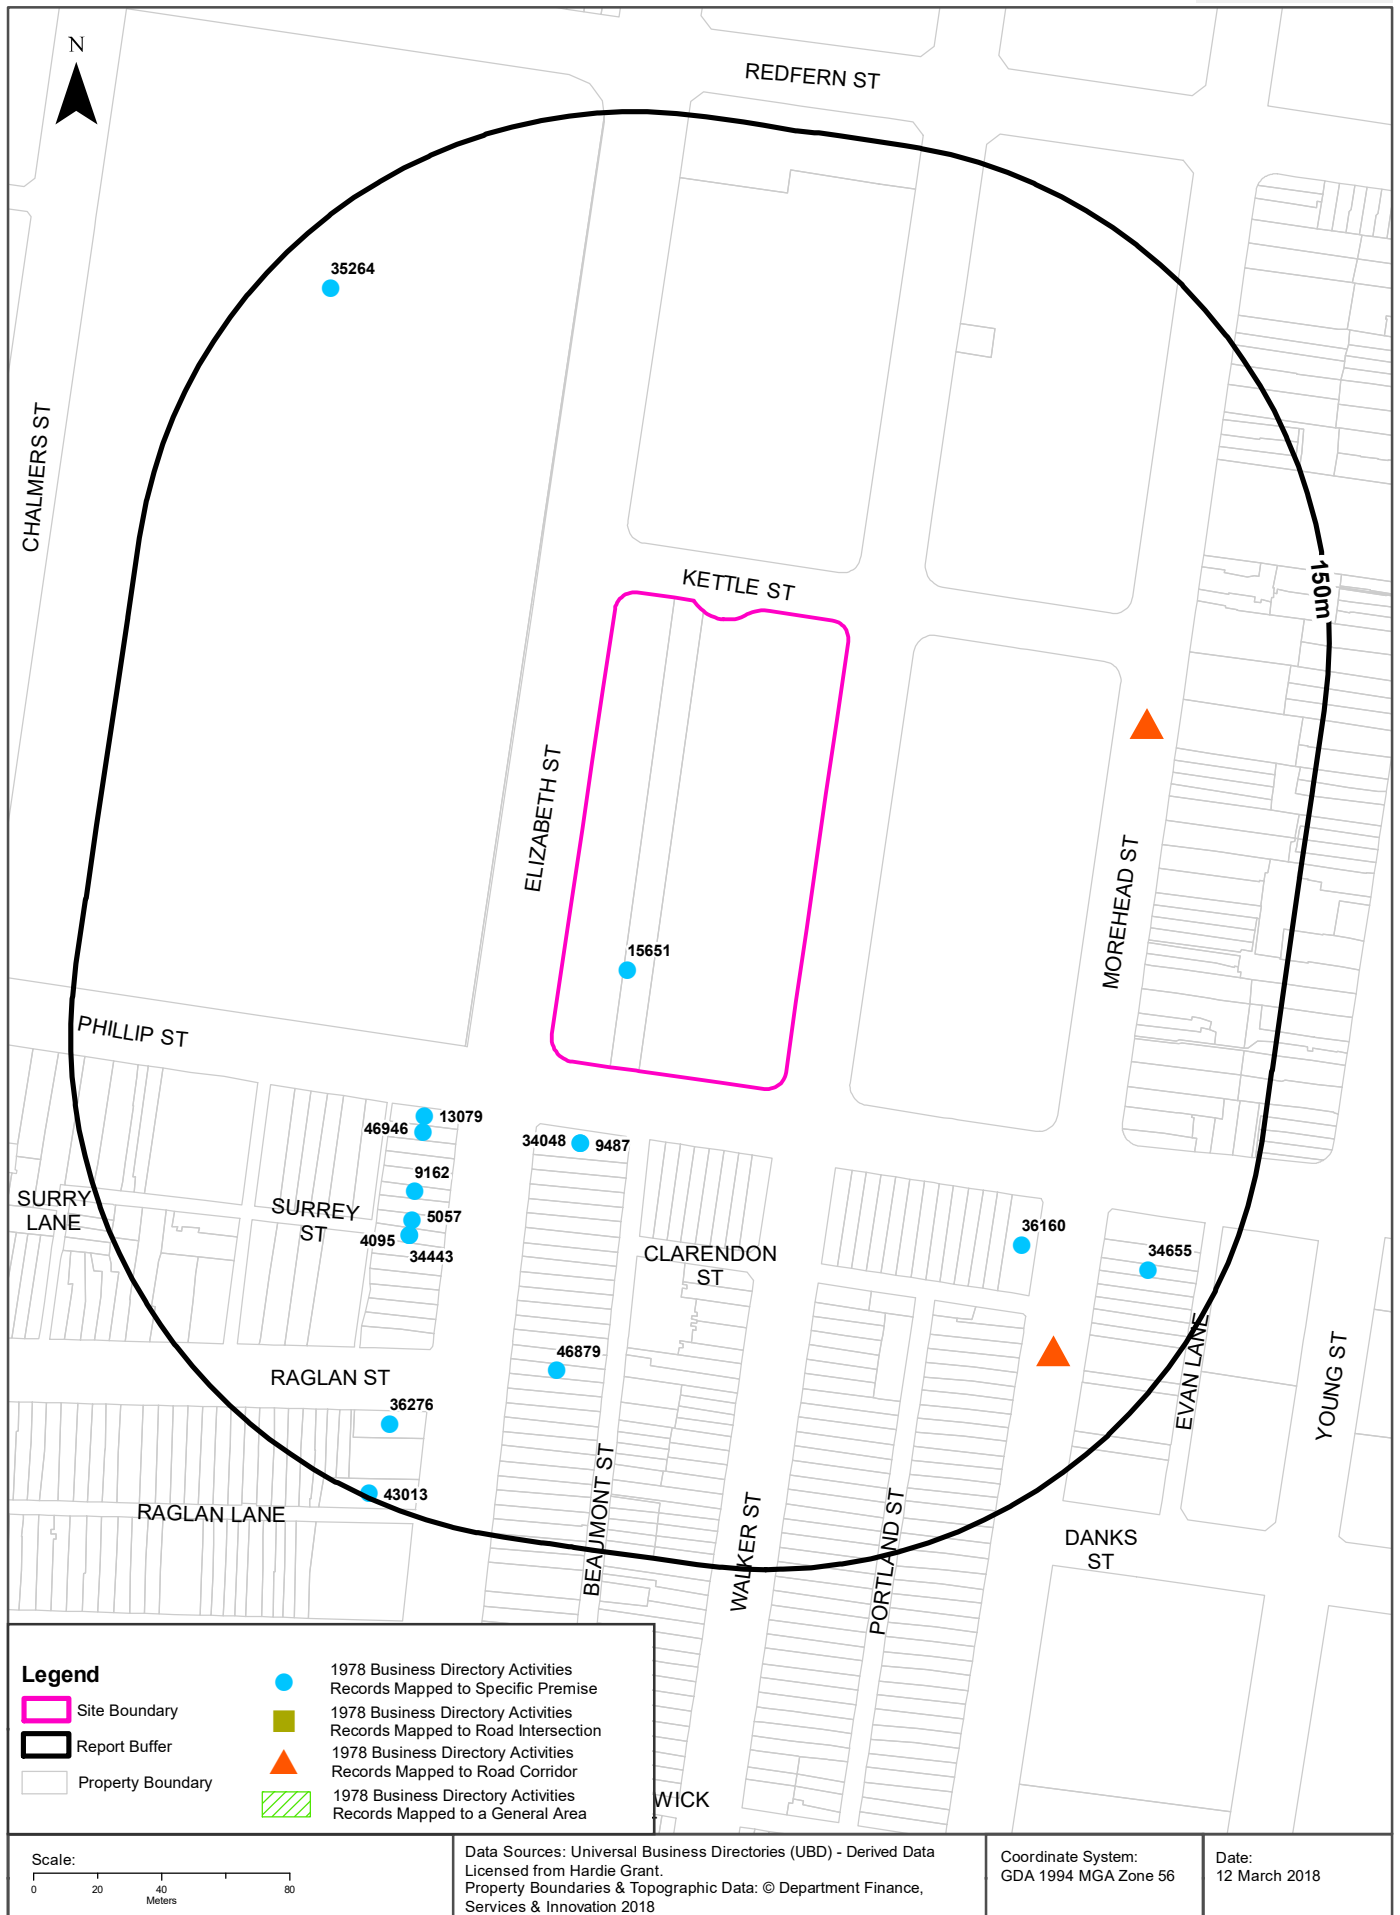 N
REDFERN ST
35264
CHALMERS ST
KETTLE ST
150m
ELIZABETH ST
MOREHEAD ST
15651
PHILLIP ST
13079
46946
34048
9487
9162
SURRY
LANE
SURREY
ST
5057
4095
34443
CLARENDON
ST
36160
34655
46879
RAGLAN ST
36276
EVAN LANE
YOUNG ST
43013
RAGLAN LANE
BEAUMONT ST
WALKER ST
PORTLAND ST
DANKS
ST
WICK
Legend
Site Boundary
Report Buffer
Property Boundary
1978 Business Directory Activities
Records Mapped to Specific Premise
1978 Business Directory Activities
Records Mapped to Road Intersection
1978 Business Directory Activities
Records Mapped to Road Corridor
1978 Business Directory Activities
Records Mapped to a General Area
Scale:
0 20 40 80
Meters
Data Sources: Universal Business Directories (UBD) - Derived Data
Licensed from Hardie Grant.
Property Boundaries & Topographic Data: © Department Finance,
Services & Innovation 2018
Coordinate System:
GDA 1994 MGA Zone 56
Date:
12 March 2018